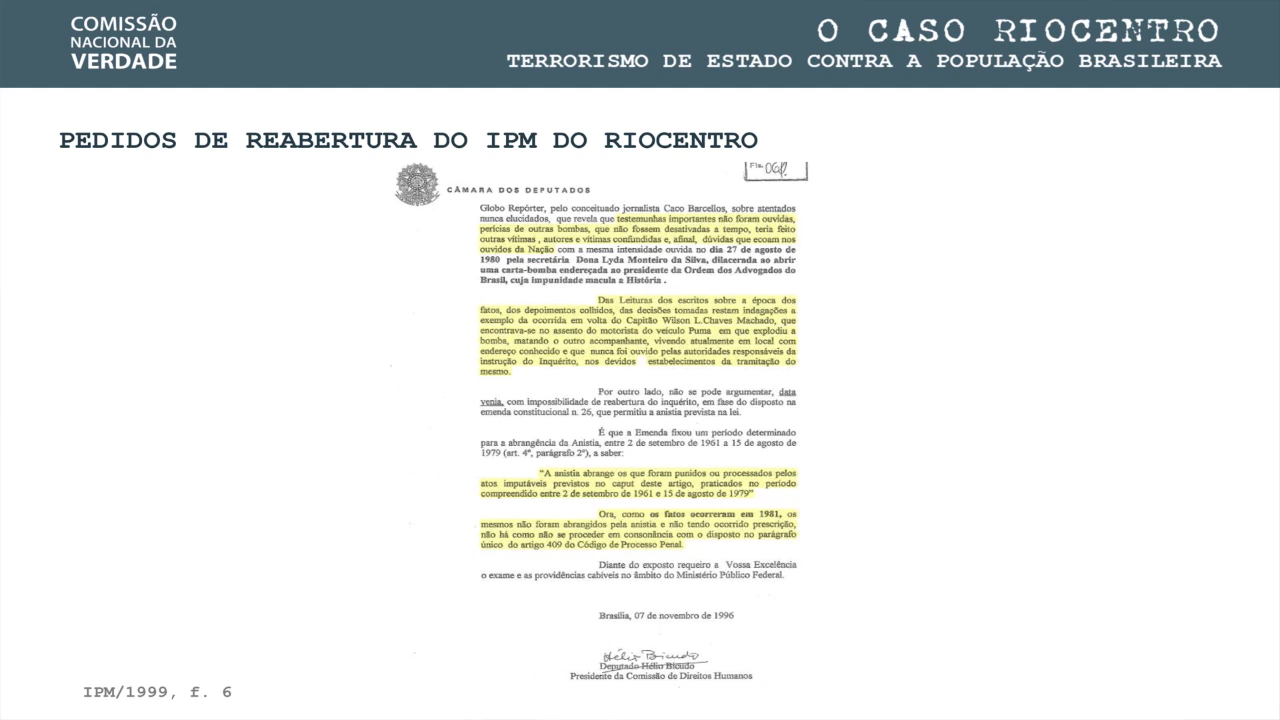 COMISSÃO
NACIONAL DA
VERDADE
O CASO RIOCENTRO
TERRORISMO DE ESTADO CONTRA A POPULAÇÃO BRASILEIRA
PEDIDOS DE REABERTURA DO IPM DO RIOCENTRO
Fls.
CÂMARA DOS DEPUTADOS
Globo Repórter, pelo conceituado jornalista Caco Barcellos, sobre atentados
nunca elucidados, que revela que testemunhas importantes não foram ouvidas,
perícias de outras bombas, que não fossem desativadas a tempo, teria feito
outras vítimas , autores e vítimas confundidas e, afinal, dúvidas que ecoam nos
ouvidos da Nação com a mesma intensidade ouvida no dia 27 de agosto de
1980 pela secretária Dona Lyda Monteiro da Silva, dilacerada ao abrir
uma carta-bomba endereçada ao presidente da Ordem dos Advogados do
Brasil, cuja impunidade macula a História .
Das Leituras dos escritos sobre a época dos
fatos, dos depoimentos colhidos, das decisões tomadas restam indagações a
exemplo da ocorrida em volta do Capitão Wilson L.Chaves Machado, que
encontrava-se no assento do motorista do veículo Puma em que explodiu a
bomba, matando o outro acompanhante, vivendo atualmente em local com
endereço conhecido e que nunca foi ouvido pelas autoridades responsáveis da
instrução do Inquérito, nos devidos estabelecimentos da tramitação do
mesmo.
Por outro lado, não se pode argumentar, data
venia, com impossibilidade de reabertura do inquérito, em fase do disposto na
emenda constitucional n. 26, que permitiu a anistia prevista na lei.
É que a Emenda fixou um período determinado
para a abrangência da Anistia, entre 2 de setembro de 1961 a 15 de agosto de
1979 (art. 4º, parágrafo 2º), a saber:
"A anistia abrange os que foram punidos ou processados pelos
atos imputáveis previstos no caput deste artigo, praticados no período
compreendido entre 2 de setembro de 1961 e 15 de agosto de 1979"
Ora, como os fatos ocorreram em 1981, os
mesmos não foram abrangidos pela anistia e não tendo ocorrido prescrição,
não há como não se proceder em consonância com o disposto no parágrafo
único do artigo 409 do Código de Processo Penal.
Diante do exposto requeiro a Vossa Excelência
o exame e as providências cabíveis no âmbito do Ministério Público Federal.
Brasília, 07 de novembro de 1996
Hélio Bicudo
Deputado Hélio Bicudo
Presidente da Comissão de Direitos Humanos
IPM/1999, f. 6